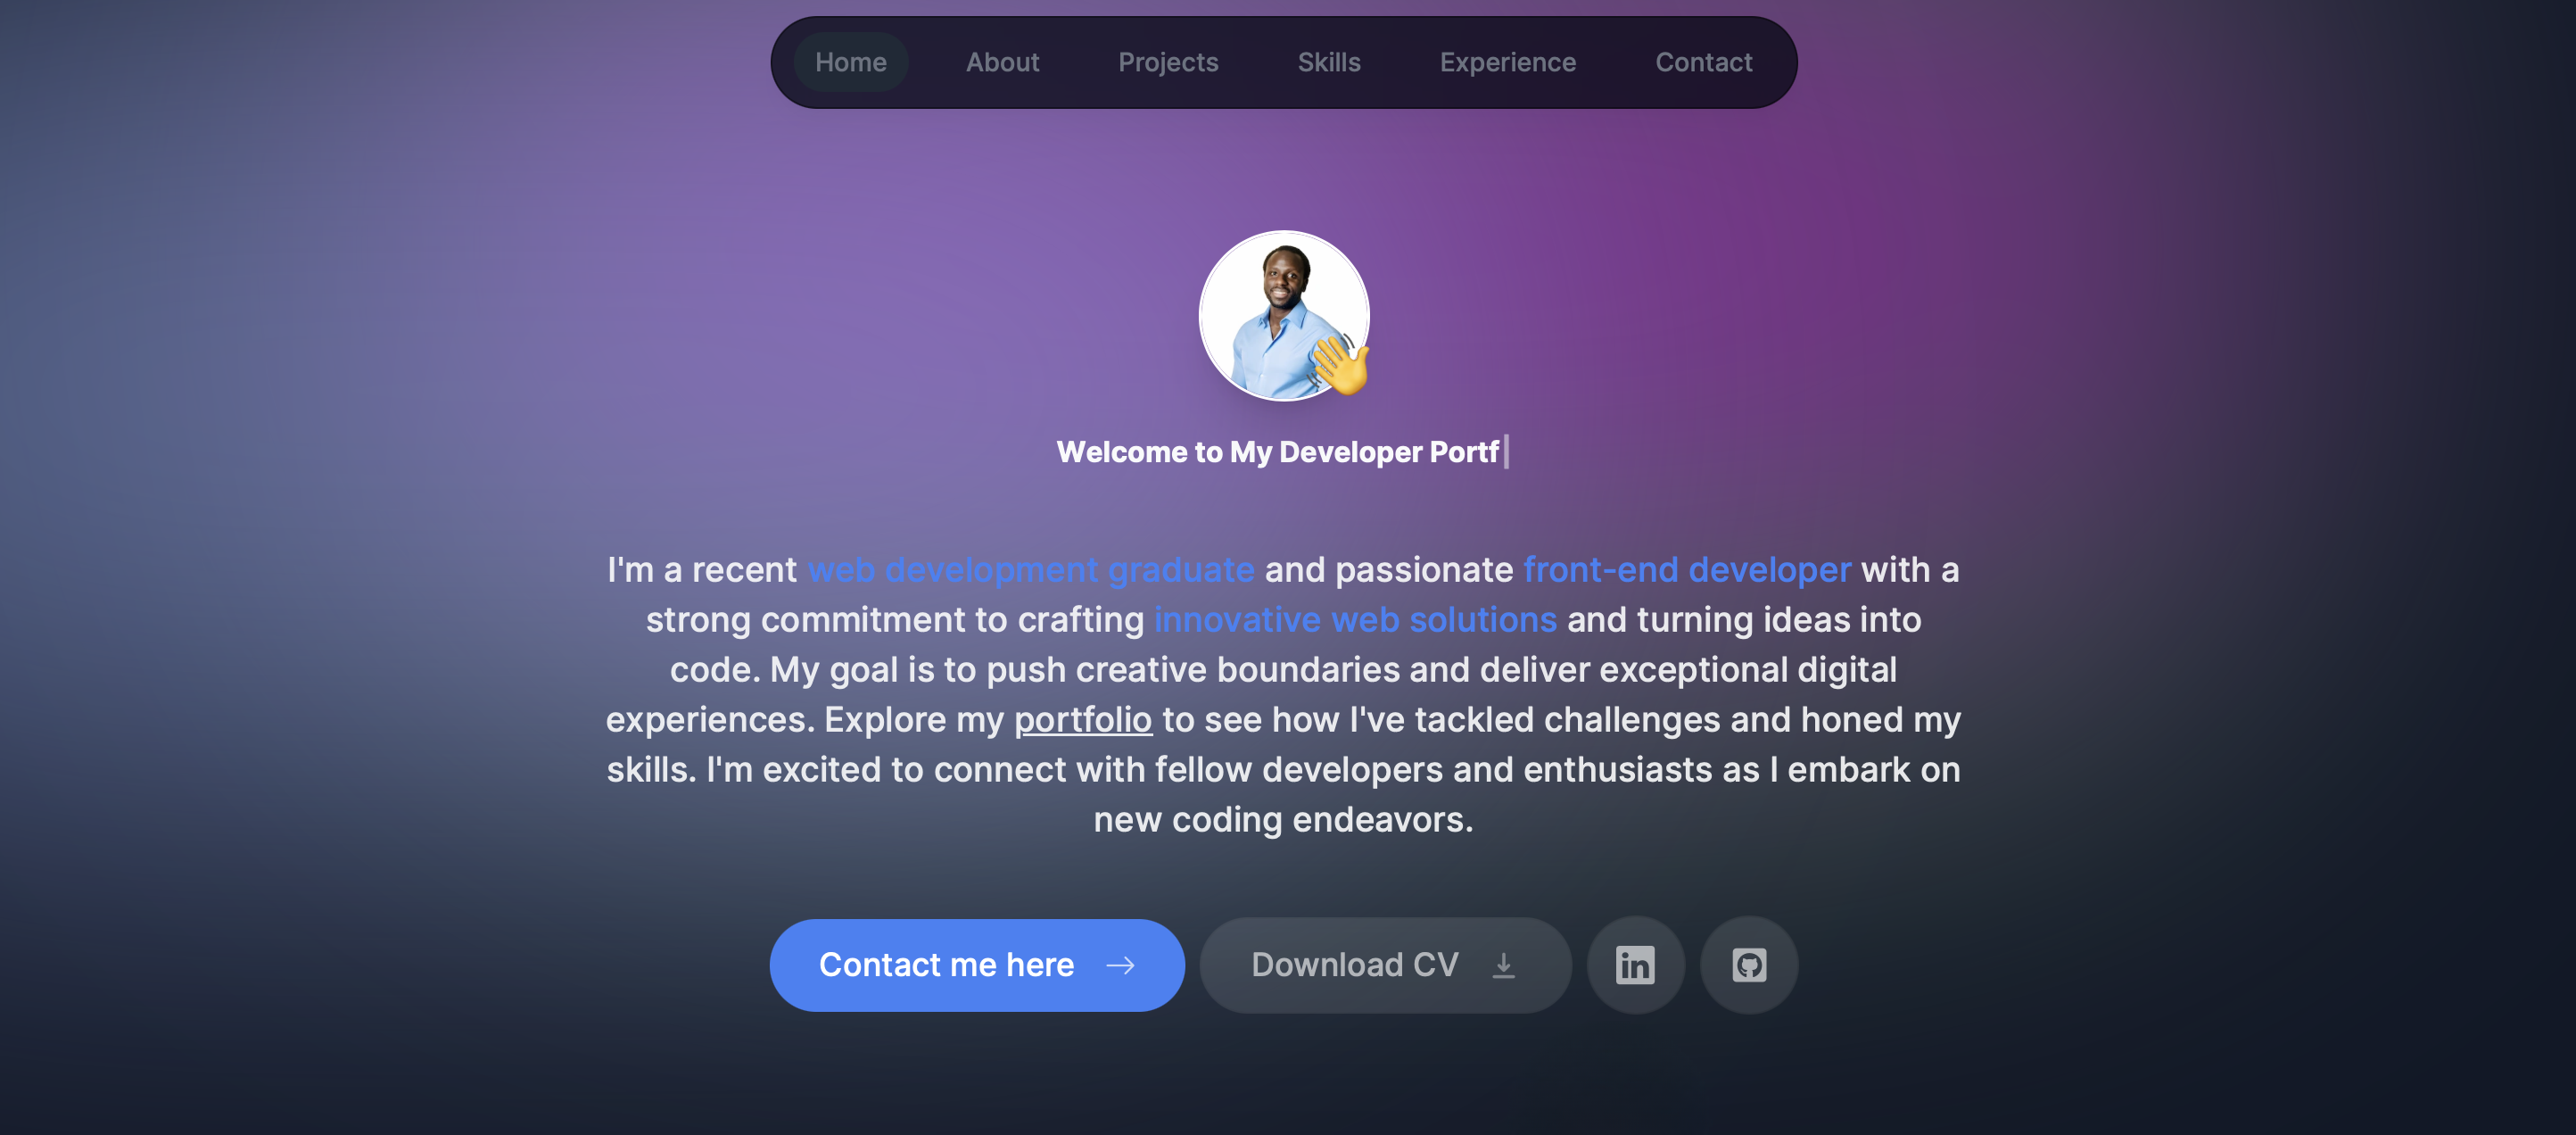 Home About Projects Skills Experience Contact
Welcome to My Developer Portf
I'm a recent web development graduate and passionate front-end developer with a
strong commitment to crafting innovative web solutions and turning ideas into
code. My goal is to push creative boundaries and deliver exceptional digital
experiences. Explore my portfolio to see how I've tackled challenges and honed my
skills. I'm excited to connect with fellow developers and enthusiasts as I embark on
new coding endeavors.
Contact me here → Download CV in